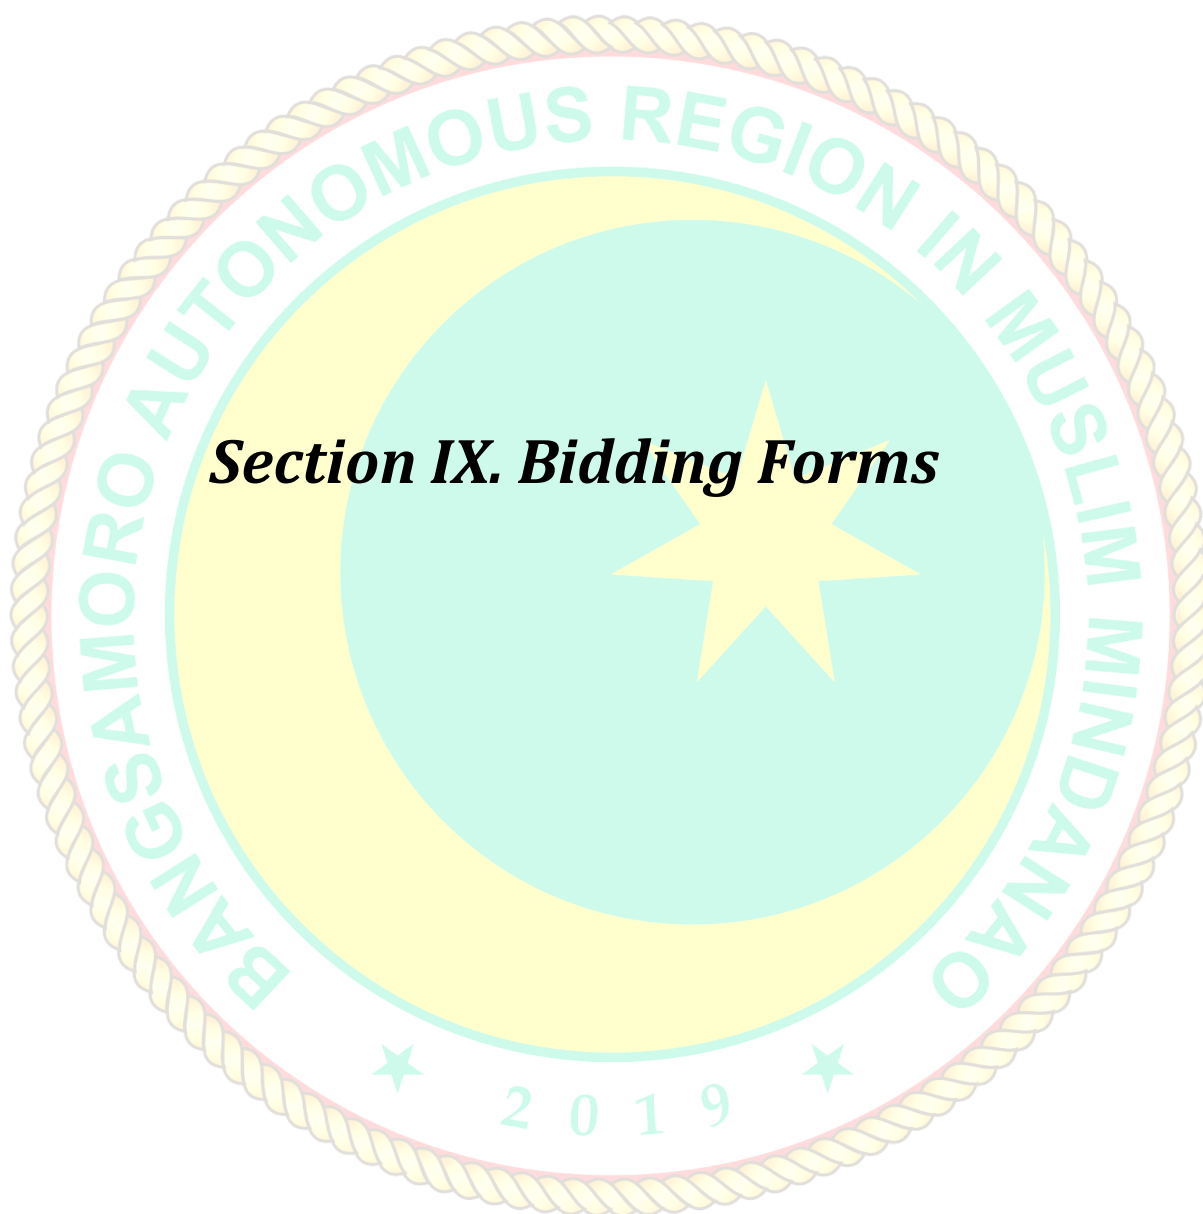 BANGSAMORO AUTONOMOUS REGION IN MUSLIM MINDANAO
Section IX. Bidding Forms
2019